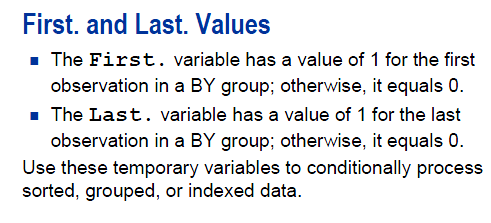 First. and Last. Values
■ The First. variable has a value of 1 for the first
observation in a BY group; otherwise, it equals 0.
■ The Last. variable has a value of 1 for the last
observation in a BY group; otherwise, it equals 0.
Use these temporary variables to conditionally process
sorted, grouped, or indexed data.